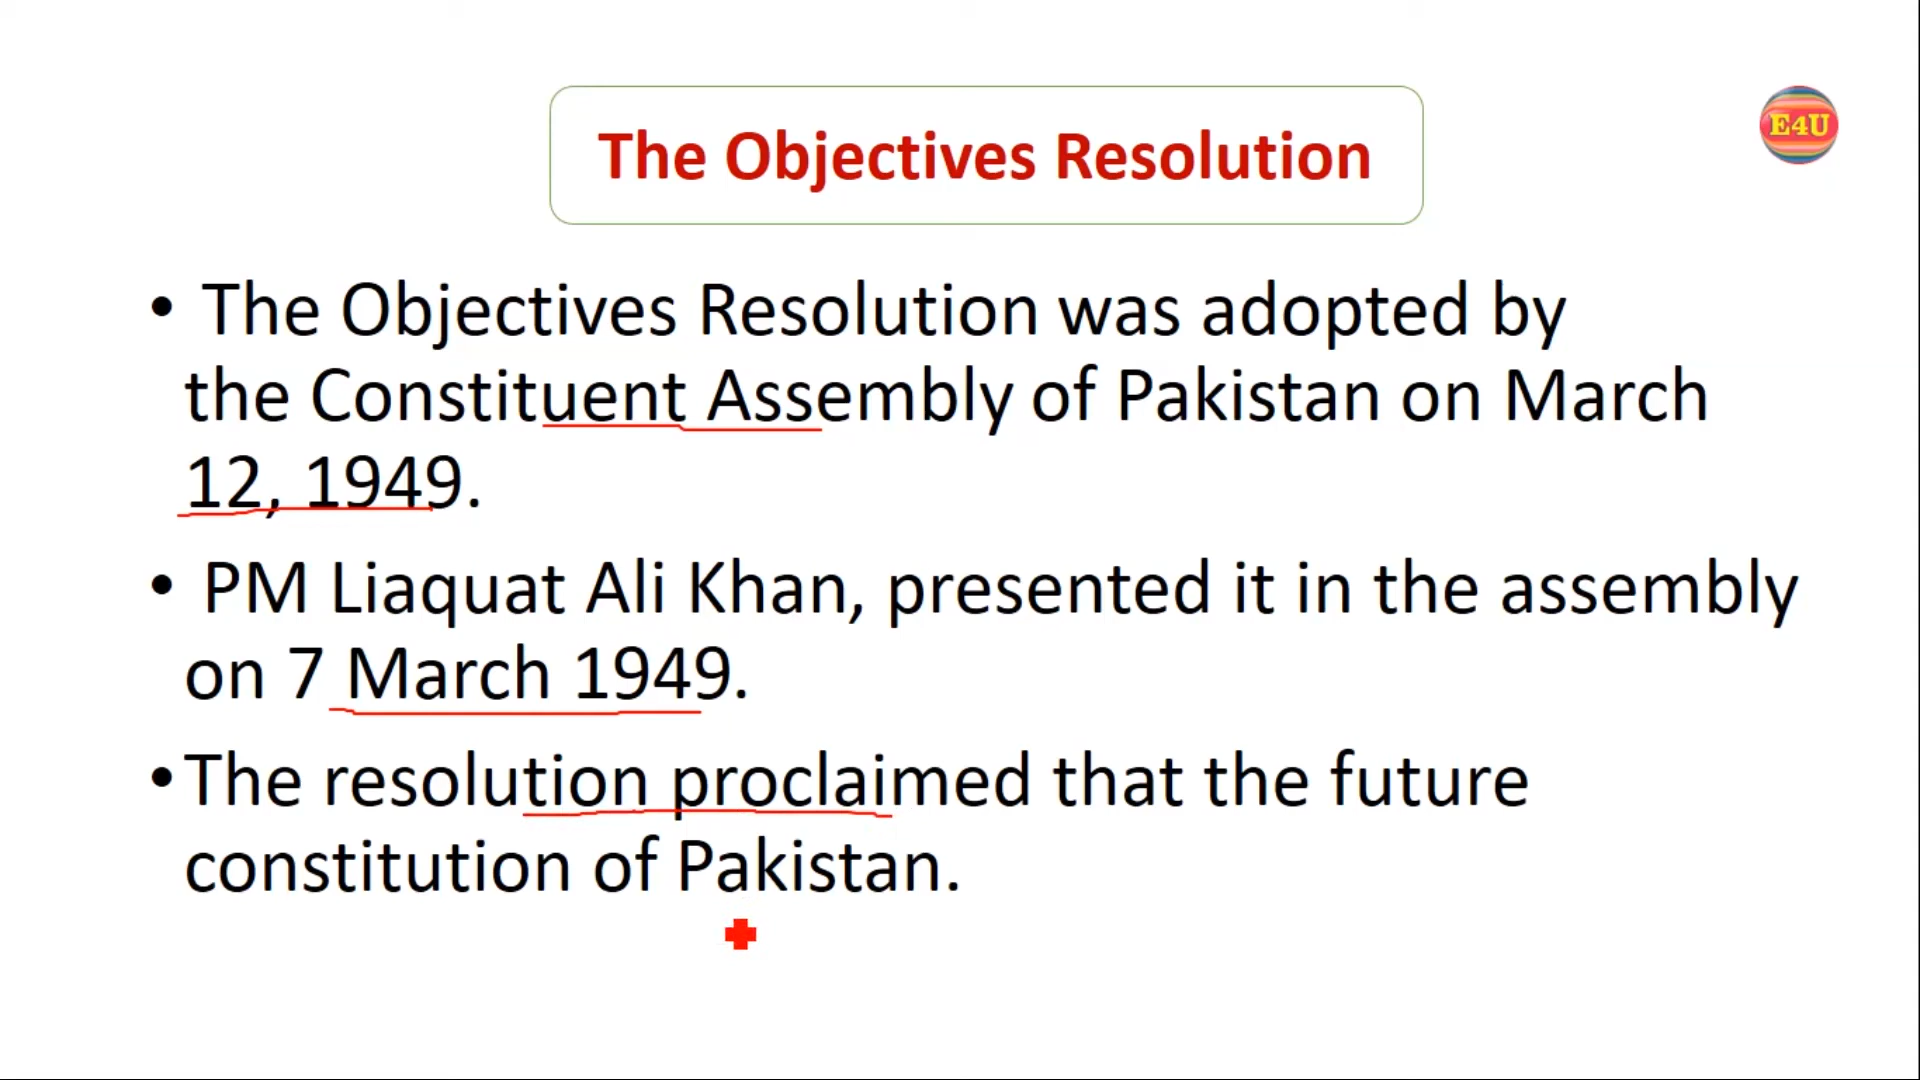 The Objectives Resolution
E4U
• The Objectives Resolution was adopted by
the Constituent Assembly of Pakistan on March
12, 1949.
• PM Liaquat Ali Khan, presented it in the assembly
on 7 March 1949.
• The resolution proclaimed that the future
constitution of Pakistan.